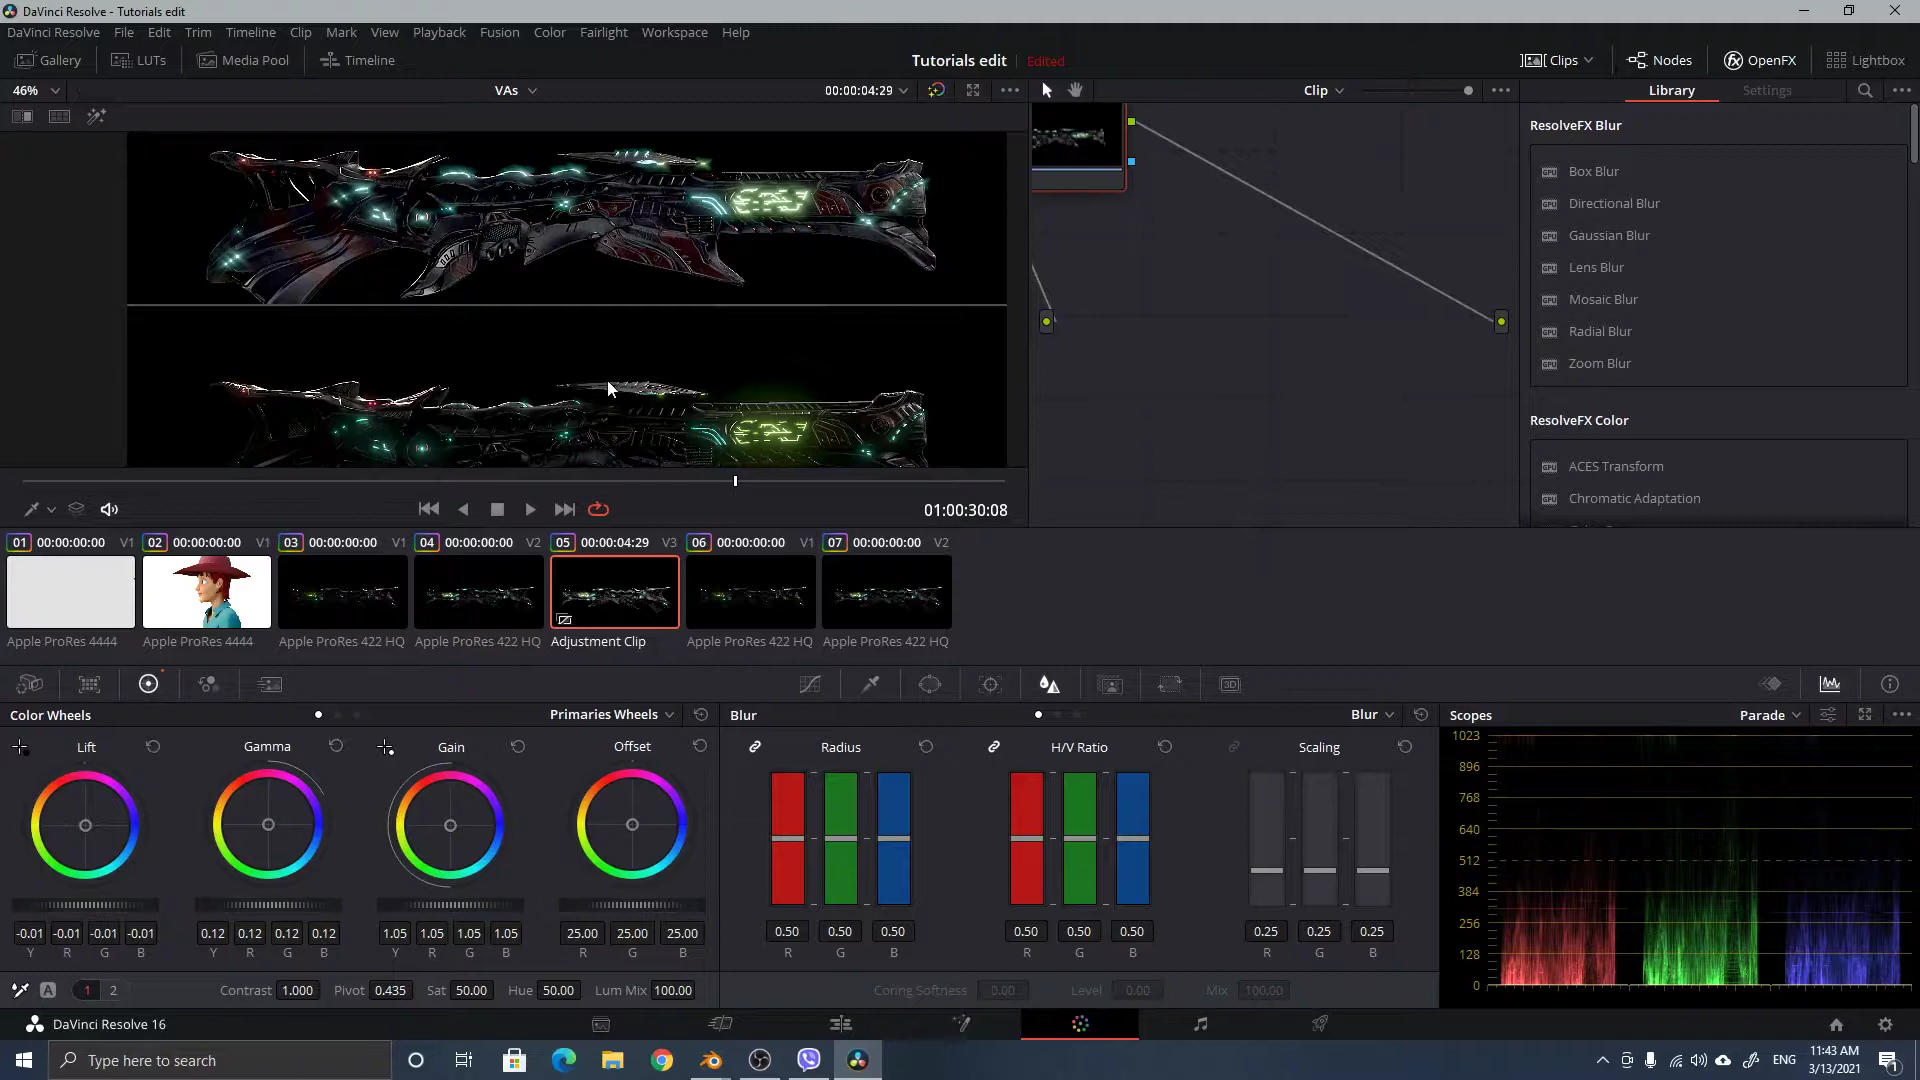 DaVinci Resolve - Tutorials edit
DaVinci Resolve File Edit Trim Timeline Clip Mark View Playback Fusion Color Fairlight Workspace Help
Gallery LUTs Media Pool Timeline Tutorials edit Edited Clips Nodes OpenFX Lightbox
46% VAs 00:00:04:29 Clip Library Settings
ResolveFX Blur
Box Blur
Directional Blur
Gaussian Blur
Lens Blur
Mosaic Blur
Radial Blur
Zoom Blur
ResolveFX Color
ACES Transform
Chromatic Adaptation
01:00:30:08
01 00:00:00:00 V1 02 00:00:00:00 V1 03 00:00:00:00 V1 04 00:00:00:00 V2 05 00:00:04:29 V3 06 00:00:00:00 V1 07 00:00:00:00 V2
Apple ProRes 4444 Apple ProRes 4444 Apple ProRes 422 HQ Apple ProRes 422 HQ Adjustment Clip Apple ProRes 422 HQ Apple ProRes 422 HQ
3D
Color Wheels Primaries Wheels Blur Blur Scopes Parade
Lift Gamma Gain Offset Radius H/V Ratio Scaling
1023
896
768
640
512
384
256
128
0
-0.01 -0.01 -0.01 -0.01 0.12 0.12 0.12 0.12 1.05 1.05 1.05 1.05 25.00 25.00 25.00 0.50 0.50 0.50 0.50 0.50 0.50 0.25 0.25 0.25
Y R G B Y R G B Y R G B R G B R G B R G B R G B
A 1 2 Contrast 1.000 Pivot 0.435 Sat 50.00 Hue 50.00 Lum Mix 100.00 Coring Softness 0.00 Level 0.00 Mix 100.00
DaVinci Resolve 16
Type here to search
ENG
11:43 AM
3/13/2021
1